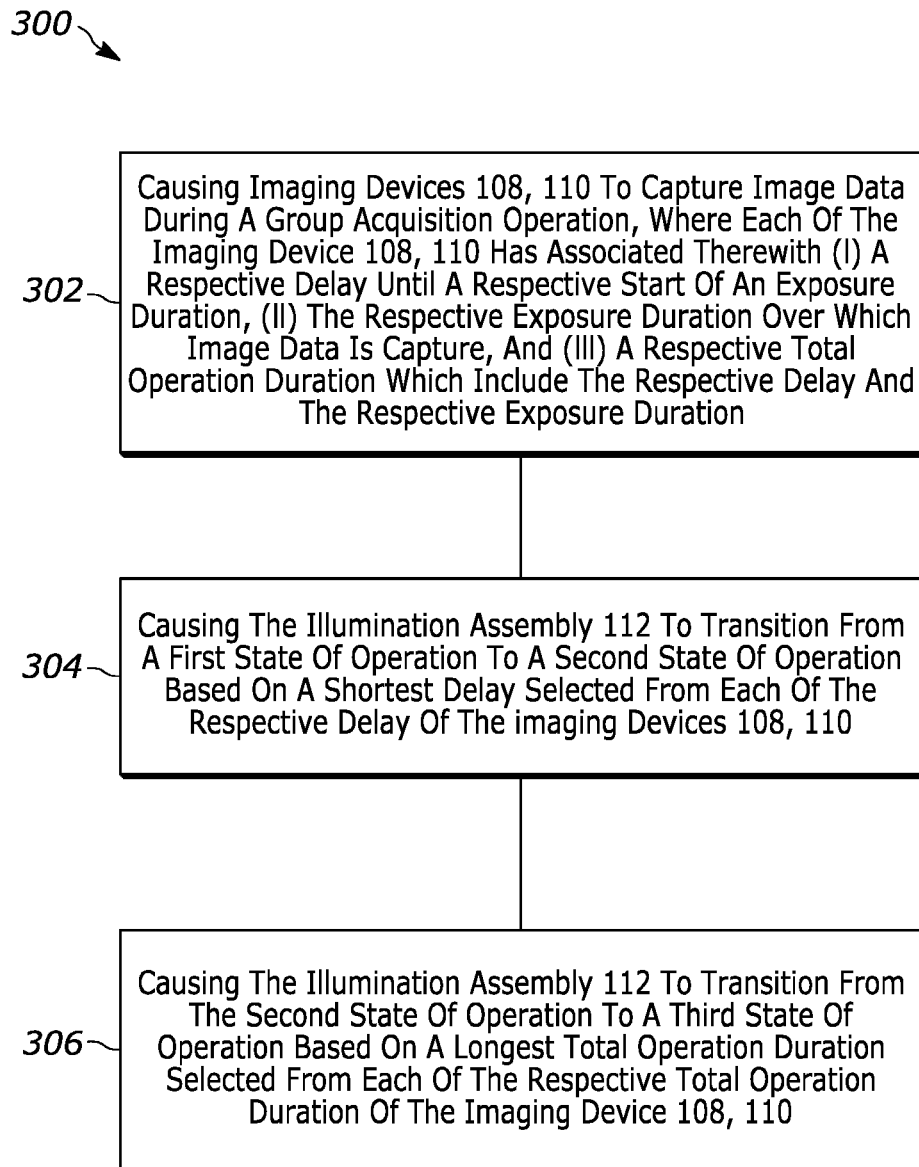 300
Causing Imaging Devices 108, 110 To Capture Image Data
During A Group Acquisition Operation, Where Each Of The
Imaging Device 108, 110 Has Associated Therewith (I) A
Respective Delay Until A Respective Start Of An Exposure
Duration, (II) The Respective Exposure Duration Over Which
Image Data Is Capture, And (III) A Respective Total
Operation Duration Which Include The Respective Delay And
The Respective Exposure Duration
302
Causing The Illumination Assembly 112 To Transition From
A First State Of Operation To A Second State Of Operation
Based On A Shortest Delay Selected From Each Of The
Respective Delay Of The imaging Devices 108, 110
304
Causing The Illumination Assembly 112 To Transition From
The Second State Of Operation To A Third State Of
Operation Based On A Longest Total Operation Duration
Selected From Each Of The Respective Total Operation
Duration Of The Imaging Device 108, 110
306